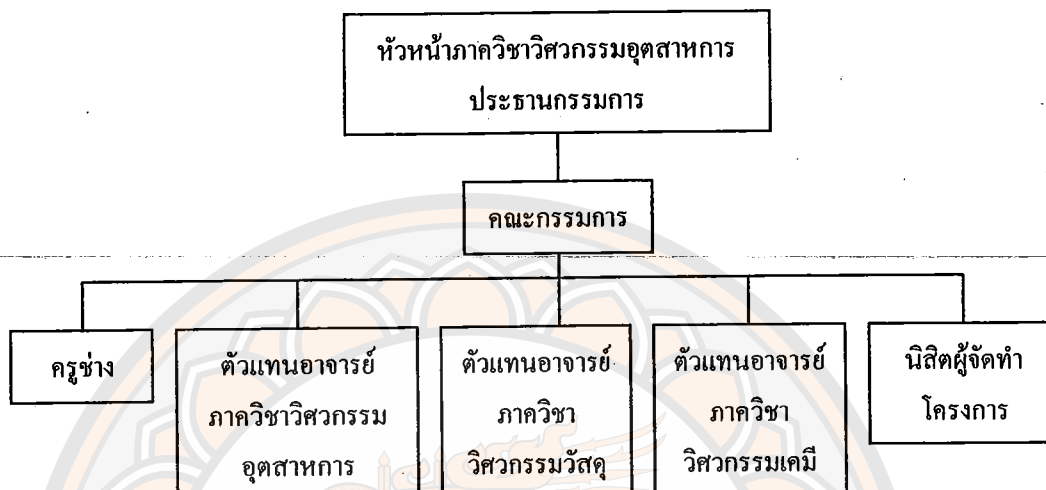 หัวหน้าภาควิชาวิศวกรรมอุตสาหการ
ประธานกรรมการ
คณะกรรมการ
ครูช่าง
ตัวแทนอาจารย์
ภาควิชาวิศวกรรม
อุตสาหการ
ตัวแทนอาจารย์
ภาควิชา
วิศวกรรมวัสดุ
ตัวแทนอาจารย์
ภาควิชา
วิศวกรรมเคมี
นิสิตผู้จัดทำ
โครงการ